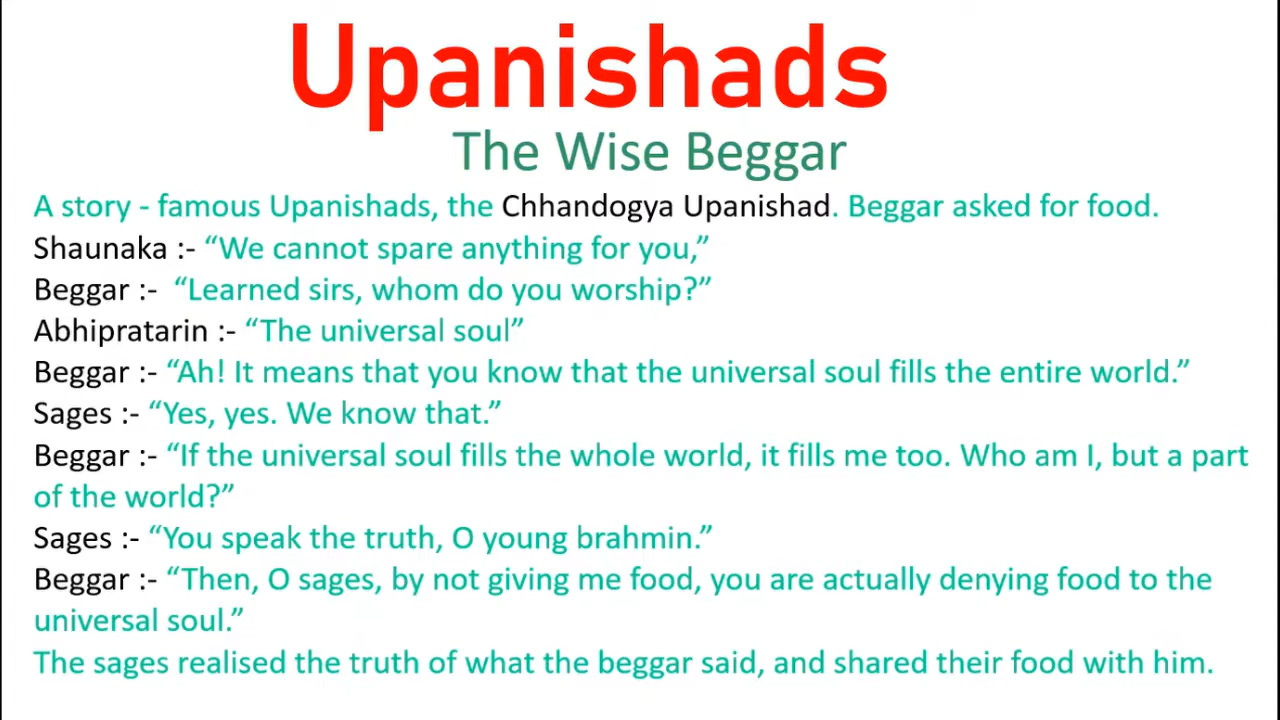 Upanishads
The Wise Beggar
A story - famous Upanishads, the Chhandogya Upanishad. Beggar asked for food.
Shaunaka :- “We cannot spare anything for you,”
Beggar :- “Learned sirs, whom do you worship?”
Abhipratarin :- “The universal soul”
Beggar :- “Ah! It means that you know that the universal soul fills the entire world.”
Sages :- “Yes, yes. We know that.”
Beggar :- “If the universal soul fills the whole world, it fills me too. Who am I, but a part
of the world?”
Sages :- “You speak the truth, O young brahmin.”
Beggar :- “Then, O sages, by not giving me food, you are actually denying food to the
universal soul.”
The sages realised the truth of what the beggar said, and shared their food with him.